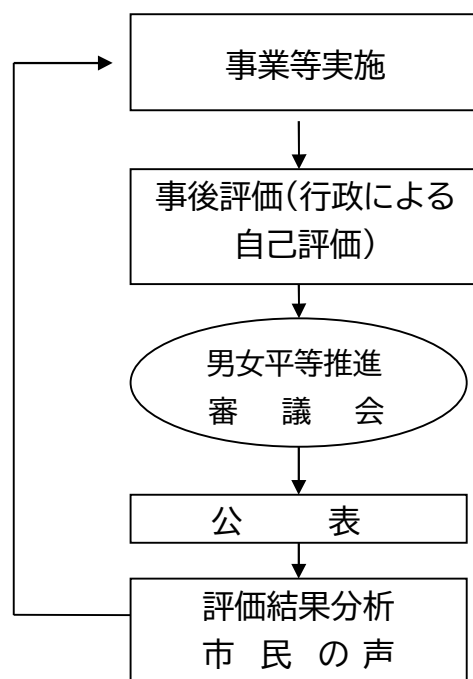 事業等実施
事後評価（行政による
自己評価）
男女平等推進
審　議　会
公　　表
評価結果分析
市　民　の　声